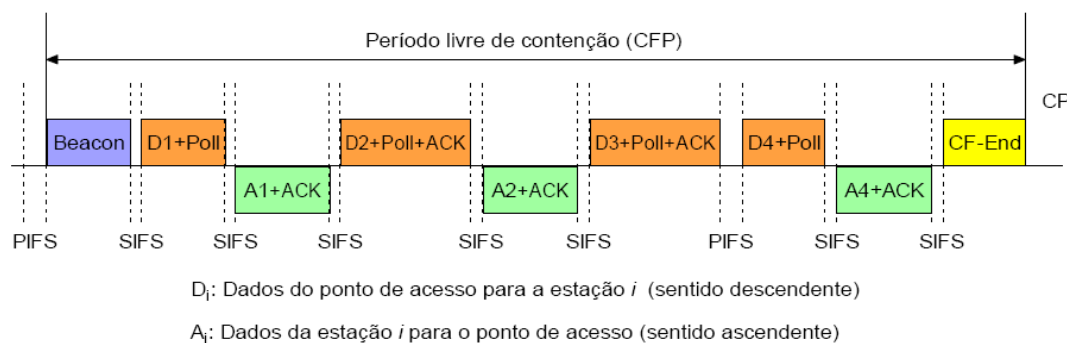 Período livre de contenção (CFP)
CP
Beacon D1+Poll D2+Poll+ACK D3+Poll+ACK D4+Poll CF-End
A1+ACK A2+ACK A4+ACK
PIFS SIFS SIFS SIFS SIFS SIFS PIFS SIFS SIFS
Di: Dados do ponto de acesso para a estação i (sentido descendente)
Ai: Dados da estação i para o ponto de acesso (sentido ascendente)